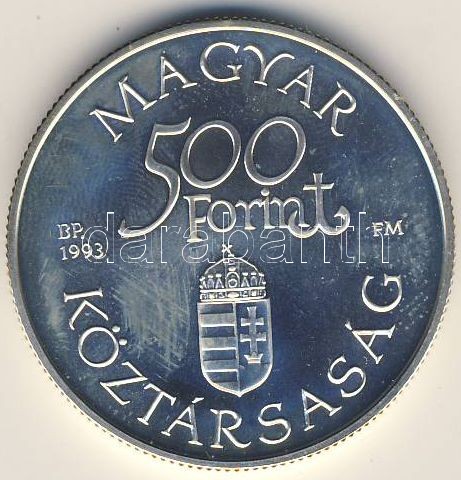 MAGYAR
500
Forint
BP.
1993
FM
KÖZTÁRSASÁG
darabanth